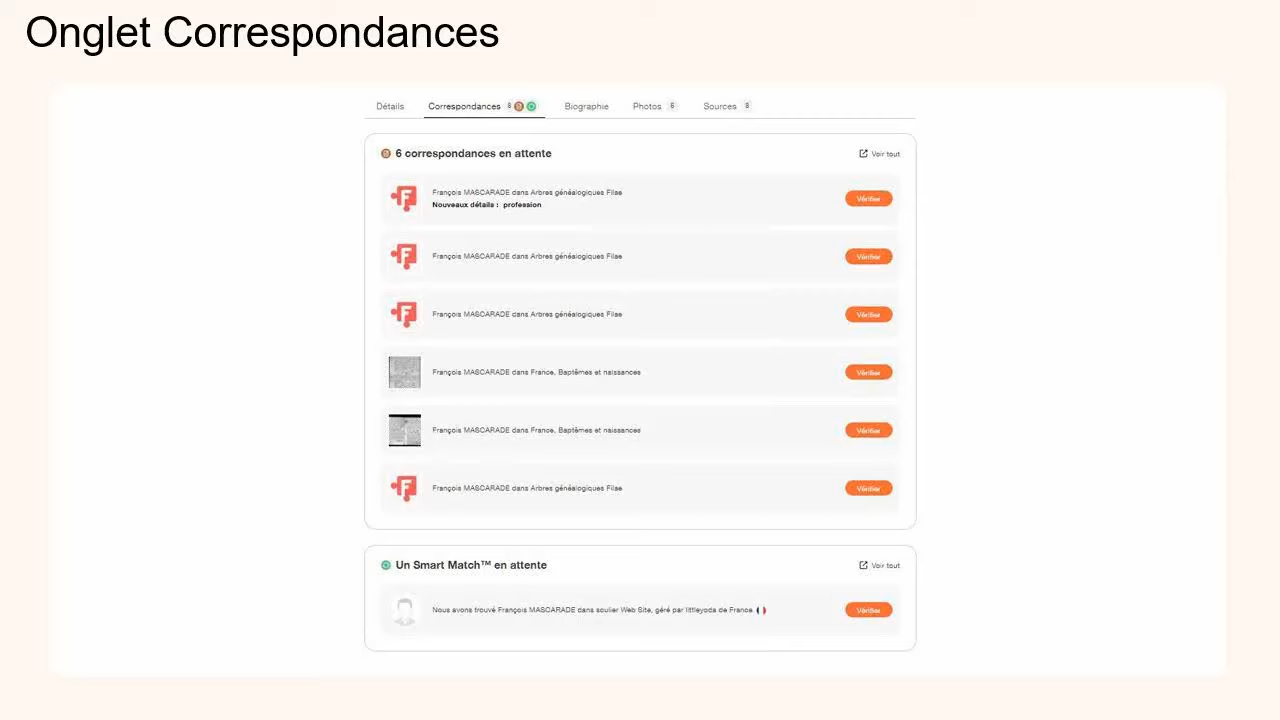 Onglet Correspondances
Détails Correspondances 6 Biographie Photos 6 Sources 8
6 correspondances en attente Voir tout
François MASCARADE dans Arbres généalogiques Filae
Nouveaux détails : profession
Vérifier
François MASCARADE dans Arbres généalogiques Filae Vérifier
François MASCARADE dans Arbres généalogiques Filae Vérifier
François MASCARADE dans France, Baptêmes et naissances Vérifier
François MASCARADE dans France, Baptêmes et naissances Vérifier
François MASCARADE dans Arbres généalogiques Filae Vérifier
Un Smart Match™ en attente Voir tout
Nous avons trouvé François MASCARADE dans soulier Web Site, géré par littleyoda de France Vérifier